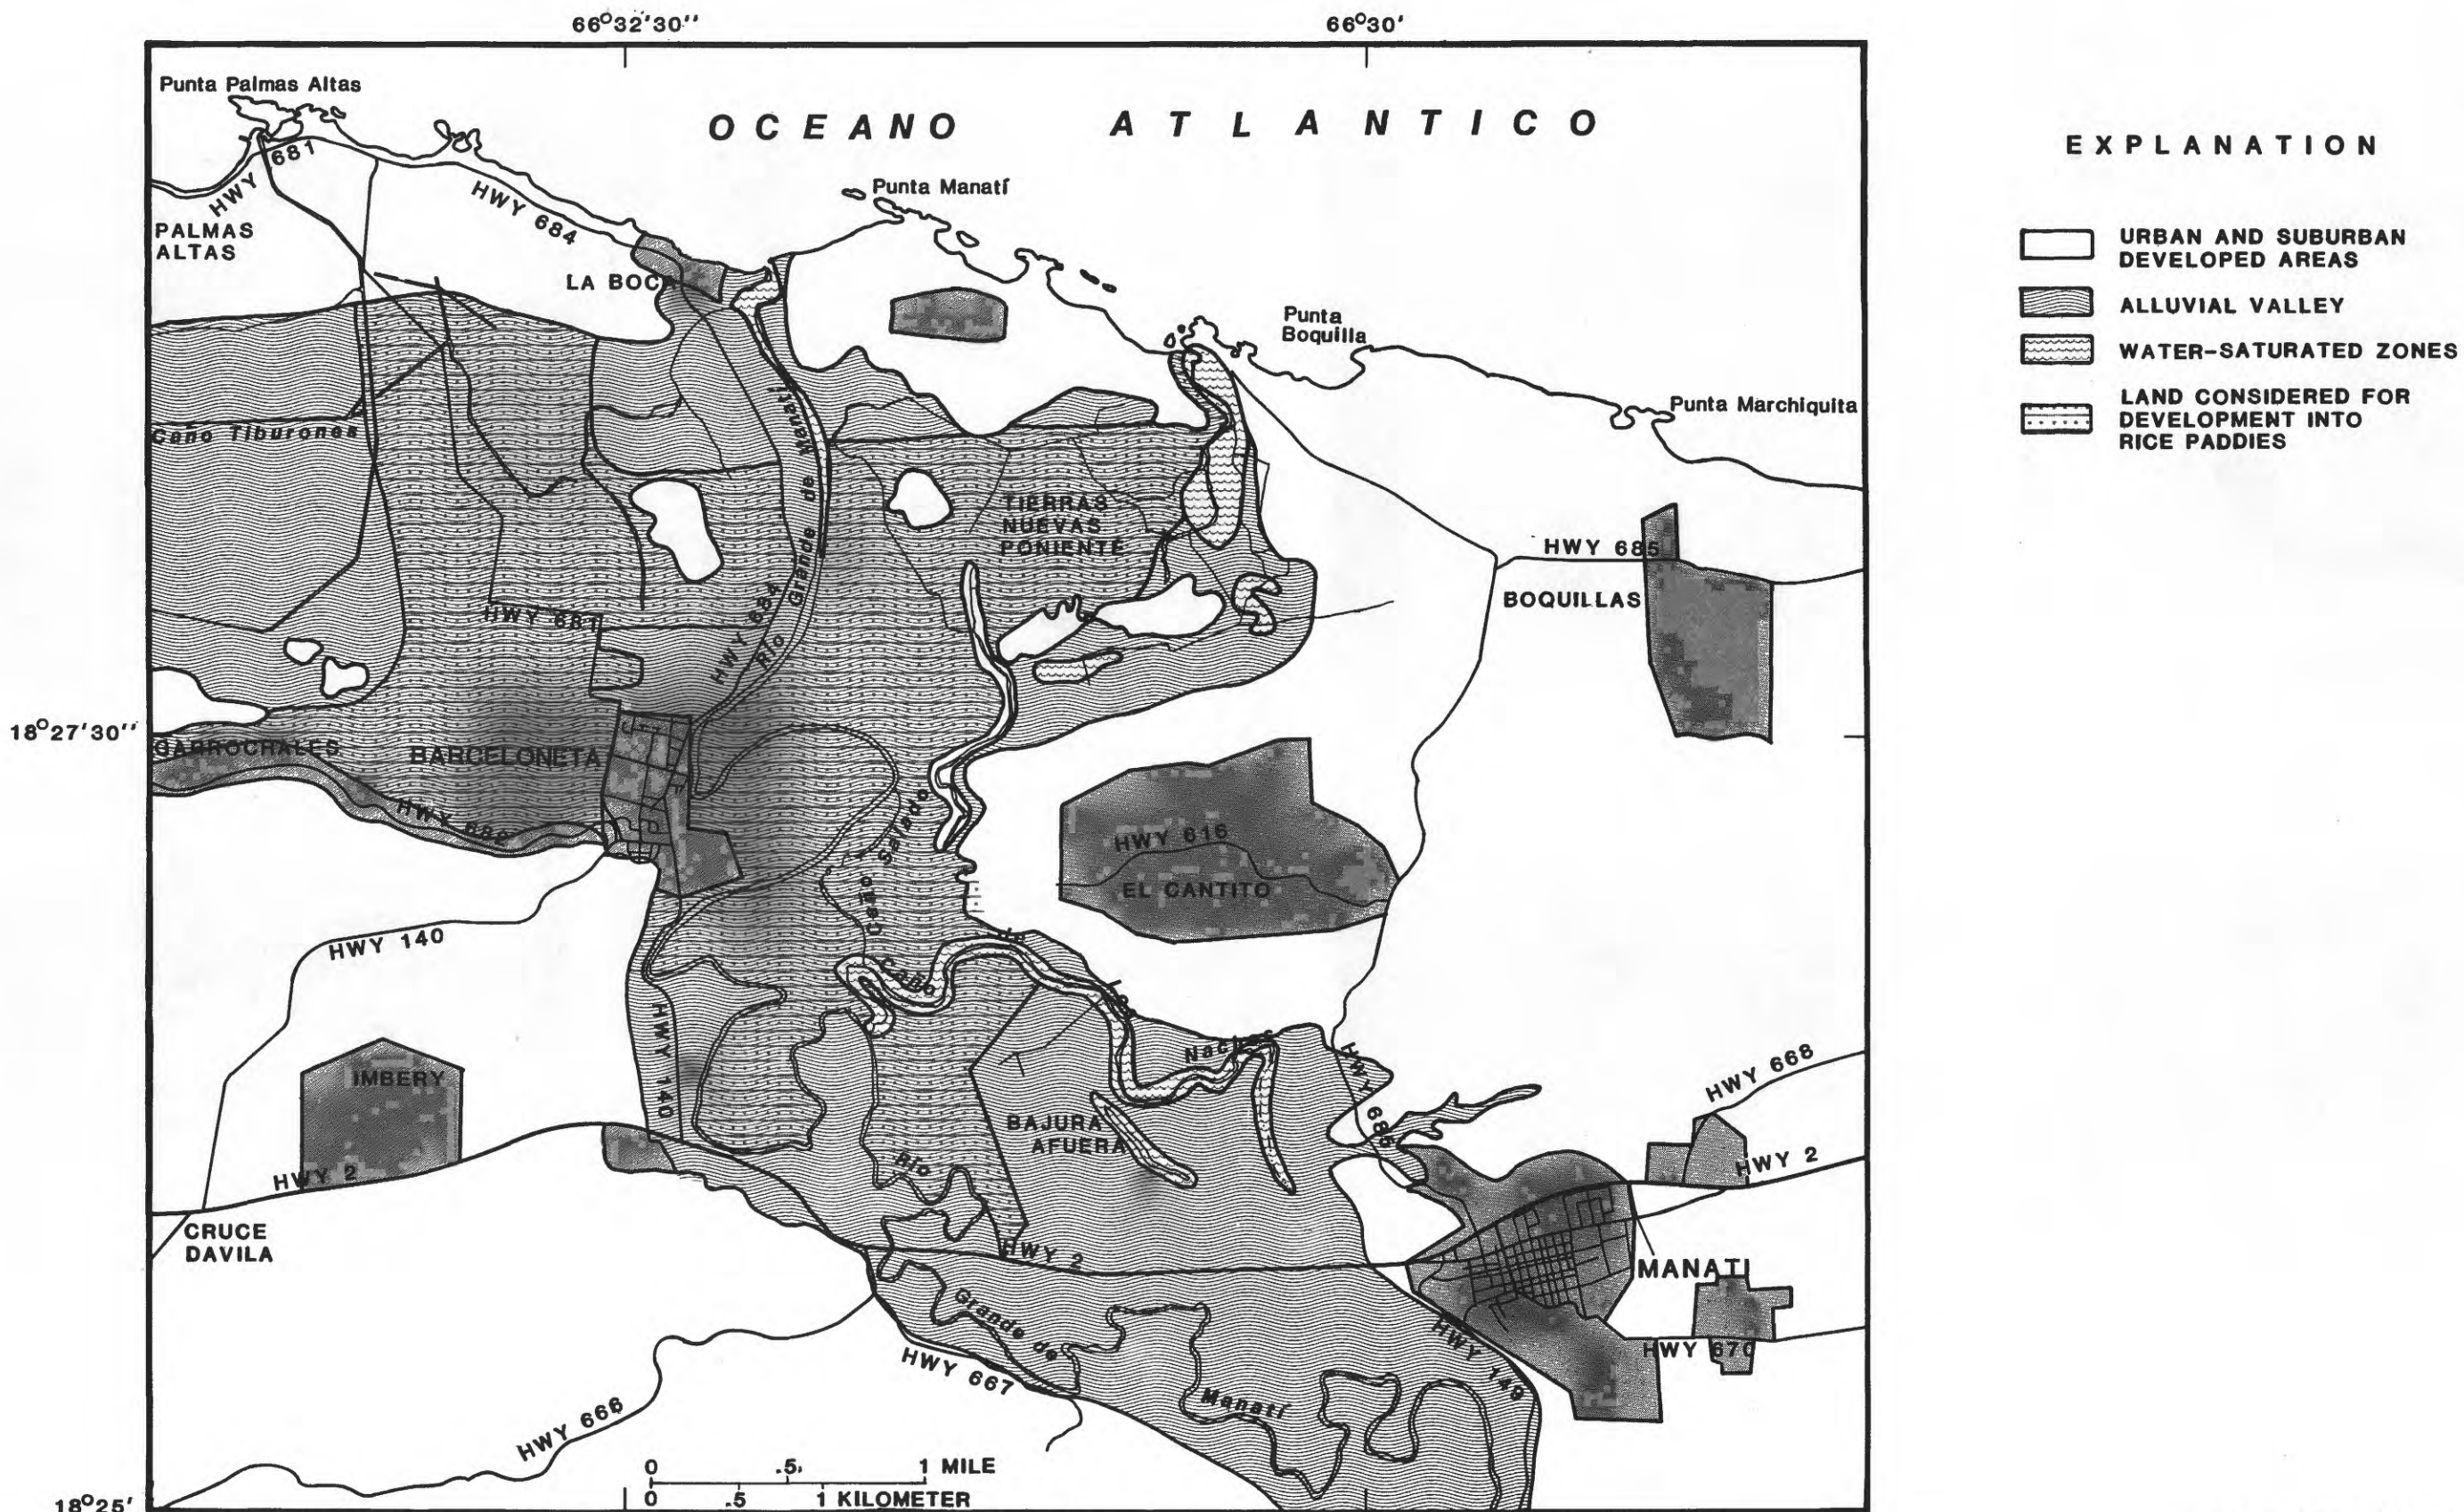 66°32'30"
66°30'
Punta Palmas Altas
OCEANO ATLANTICO
EXPLANATION
HWY 681
HWY 684
Punta Manatí
PALMAS
ALTAS
URBAN AND SUBURBAN
DEVELOPED AREAS
LA BOCA
ALLUVIAL VALLEY
Punta
Boquilla
WATER-SATURATED ZONES
LAND CONSIDERED FOR
DEVELOPMENT INTO
RICE PADDIES
Punta Marchiquita
Caño Tiburones
Río Grande de Manatí
TIERRAS
NUEVAS
PONIENTE
HWY 685
BOQUILLAS
HWY 681
HWY 684
18°27'30"
GARROCHALES
BARCELONETA
HWY 682
Caño Salado
HWY 616
EL CANTITO
HWY 140
Caño de Los Naches
HWY 140
IMBERY
HWY 685
HWY 668
BAJURA
AFUERA
HWY 2
HWY 2
CRUCE
DAVILA
HWY 2
MANATI
Río Grande de Manatí
HWY 149
HWY 670
HWY 667
HWY 666
0 .5 1 MILE
0 .5 1 KILOMETER
18°25'